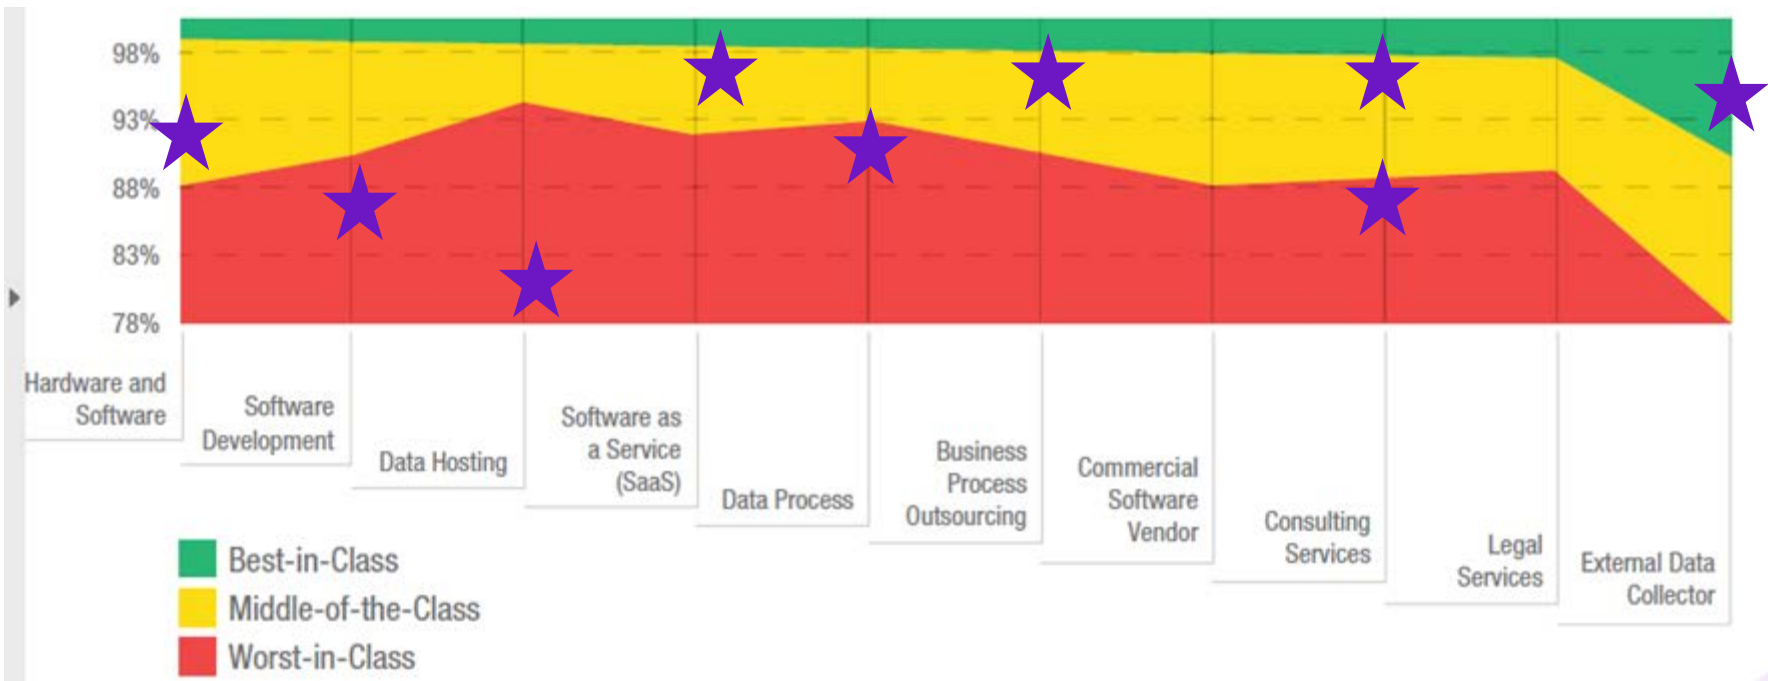 98%
93%
88%
83%
78%
Hardware and
Software
Software
Development
Data Hosting
Software as
a Service
(SaaS)
Data Process
Business
Process
Outsourcing
Commercial
Software
Vendor
Consulting
Services
Legal
Services
External Data
Collector
Best-in-Class
Middle-of-the-Class
Worst-in-Class